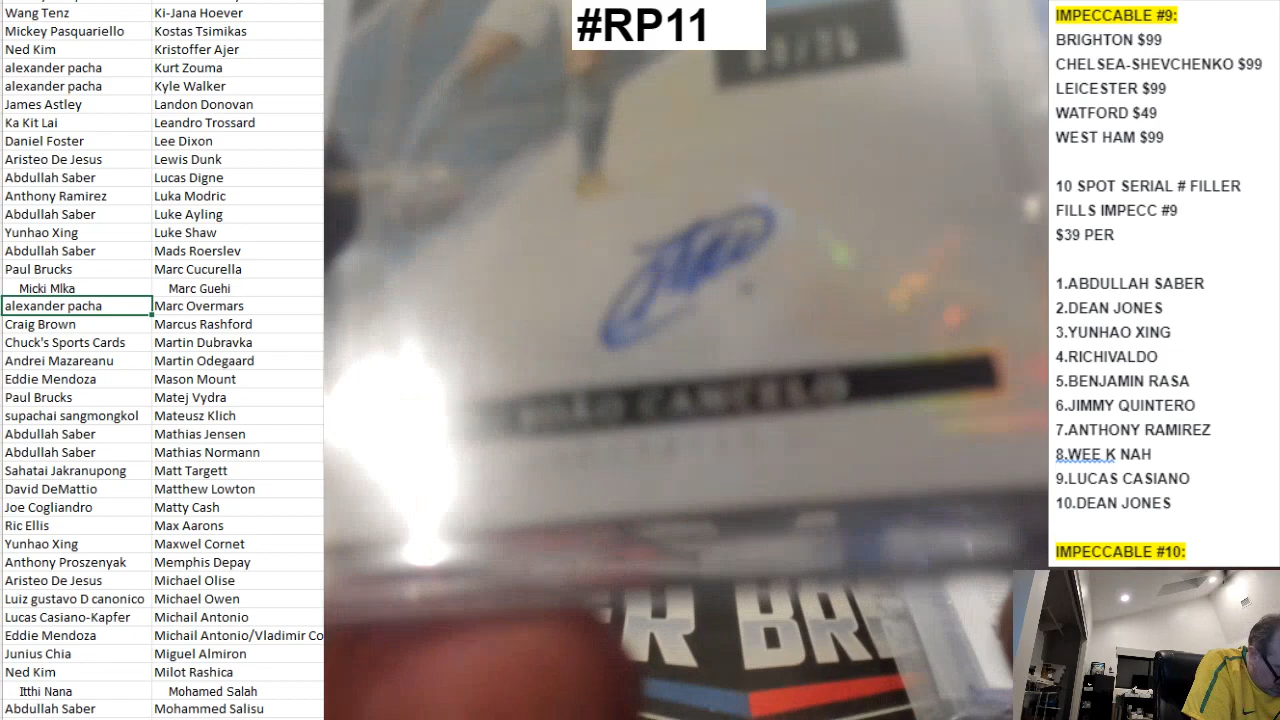 #RP11
Wang Tenz Ki-Jana Hoever
Mickey Pasquariello Kostas Tsimikas
Ned Kim Kristoffer Ajer
alexander pacha Kurt Zouma
alexander pacha Kyle Walker
James Astley Landon Donovan
Ka Kit Lai Leandro Trossard
Daniel Foster Lee Dixon
Aristeo De Jesus Lewis Dunk
Abdullah Saber Lucas Digne
Anthony Ramirez Luka Modric
Abdullah Saber Luke Ayling
Yunhao Xing Luke Shaw
Abdullah Saber Mads Roerslev
Paul Brucks Marc Cucurella
Micki Mlka Marc Guehi
alexander pacha Marc Overmars
Craig Brown Marcus Rashford
Chuck's Sports Cards Martin Dubravka
Andrei Mazareanu Martin Odegaard
Eddie Mendoza Mason Mount
Paul Brucks Matej Vydra
supachai sangmongkol Mateusz Klich
Abdullah Saber Mathias Jensen
Abdullah Saber Mathias Normann
Sahatai Jakranupong Matt Targett
David DeMattio Matthew Lowton
Joe Cogliandro Matty Cash
Ric Ellis Max Aarons
Yunhao Xing Maxwel Cornet
Anthony Proszenyak Memphis Depay
Aristeo De Jesus Michael Olise
Luiz gustavo D canonico Michael Owen
Lucas Casiano-Kapfer Michail Antonio
Eddie Mendoza Michail Antonio/Vladimir Co
Junius Chia Miguel Almiron
Ned Kim Milot Rashica
Itthi Nana Mohamed Salah
Abdullah Saber Mohammed Salisu
JOÃO CANCELO
ER BRE
IMPECCABLE #9:
BRIGHTON $99
CHELSEA-SHEVCHENKO $99
LEICESTER $99
WATFORD $49
WEST HAM $99
10 SPOT SERIAL # FILLER
FILLS IMPECC #9
$39 PER
1.ABDULLAH SABER
2.DEAN JONES
3.YUNHAO XING
4.RICHIVALDO
5.BENJAMIN RASA
6.JIMMY QUINTERO
7.ANTHONY RAMIREZ
8.WEE K NAH
9.LUCAS CASIANO
10.DEAN JONES
IMPECCABLE #10: